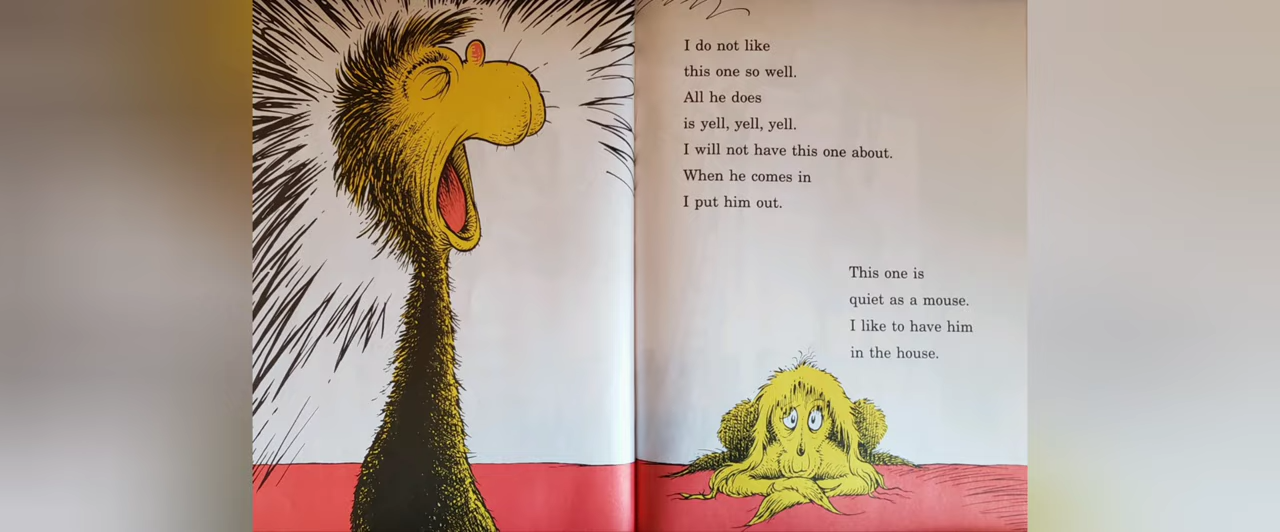 I do not like
this one so well.
All he does
is yell, yell, yell.
I will not have this one about.
When he comes in
I put him out.
This one is
quiet as a mouse.
I like to have him
in the house.